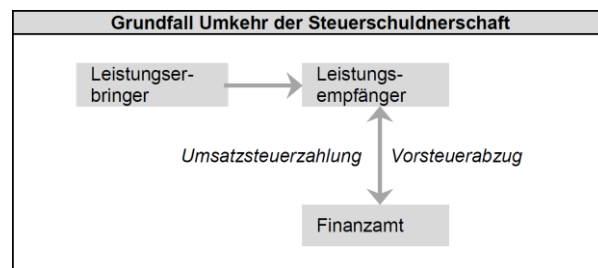 Grundfall Umkehr der Steuerschuldnerschaft
Leistungser-
bringer
Leistungs-
empfänger
Umsatzsteuerzahlung
Vorsteuerabzug
Finanzamt